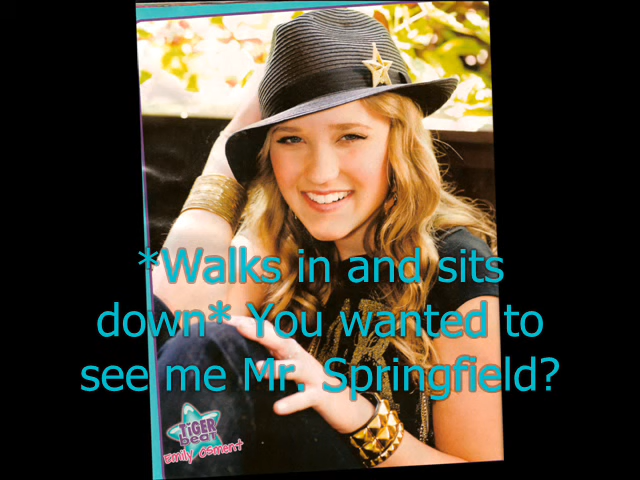 *Walks in and sits
down* You wanted to
see me Mr. Springfield?
TiGER
beat
Emily Osment